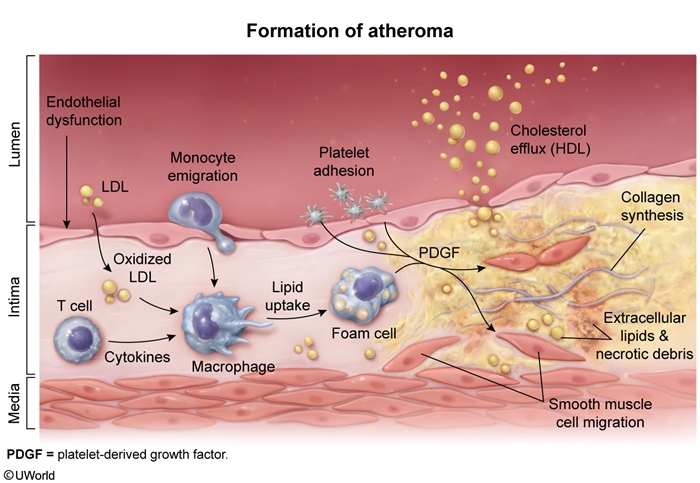 Formation of atheroma
Lumen
Endothelial
dysfunction
LDL
Monocyte
emigration
Platelet
adhesion
Cholesterol
efflux (HDL)
Collagen
synthesis
Intima
Oxidized
LDL
T cell
Cytokines
Macrophage
Lipid
uptake
Foam cell
PDGF
Extracellular
lipids &
necrotic debris
Media
Smooth muscle
cell migration
PDGF = platelet-derived growth factor.
©UWorld